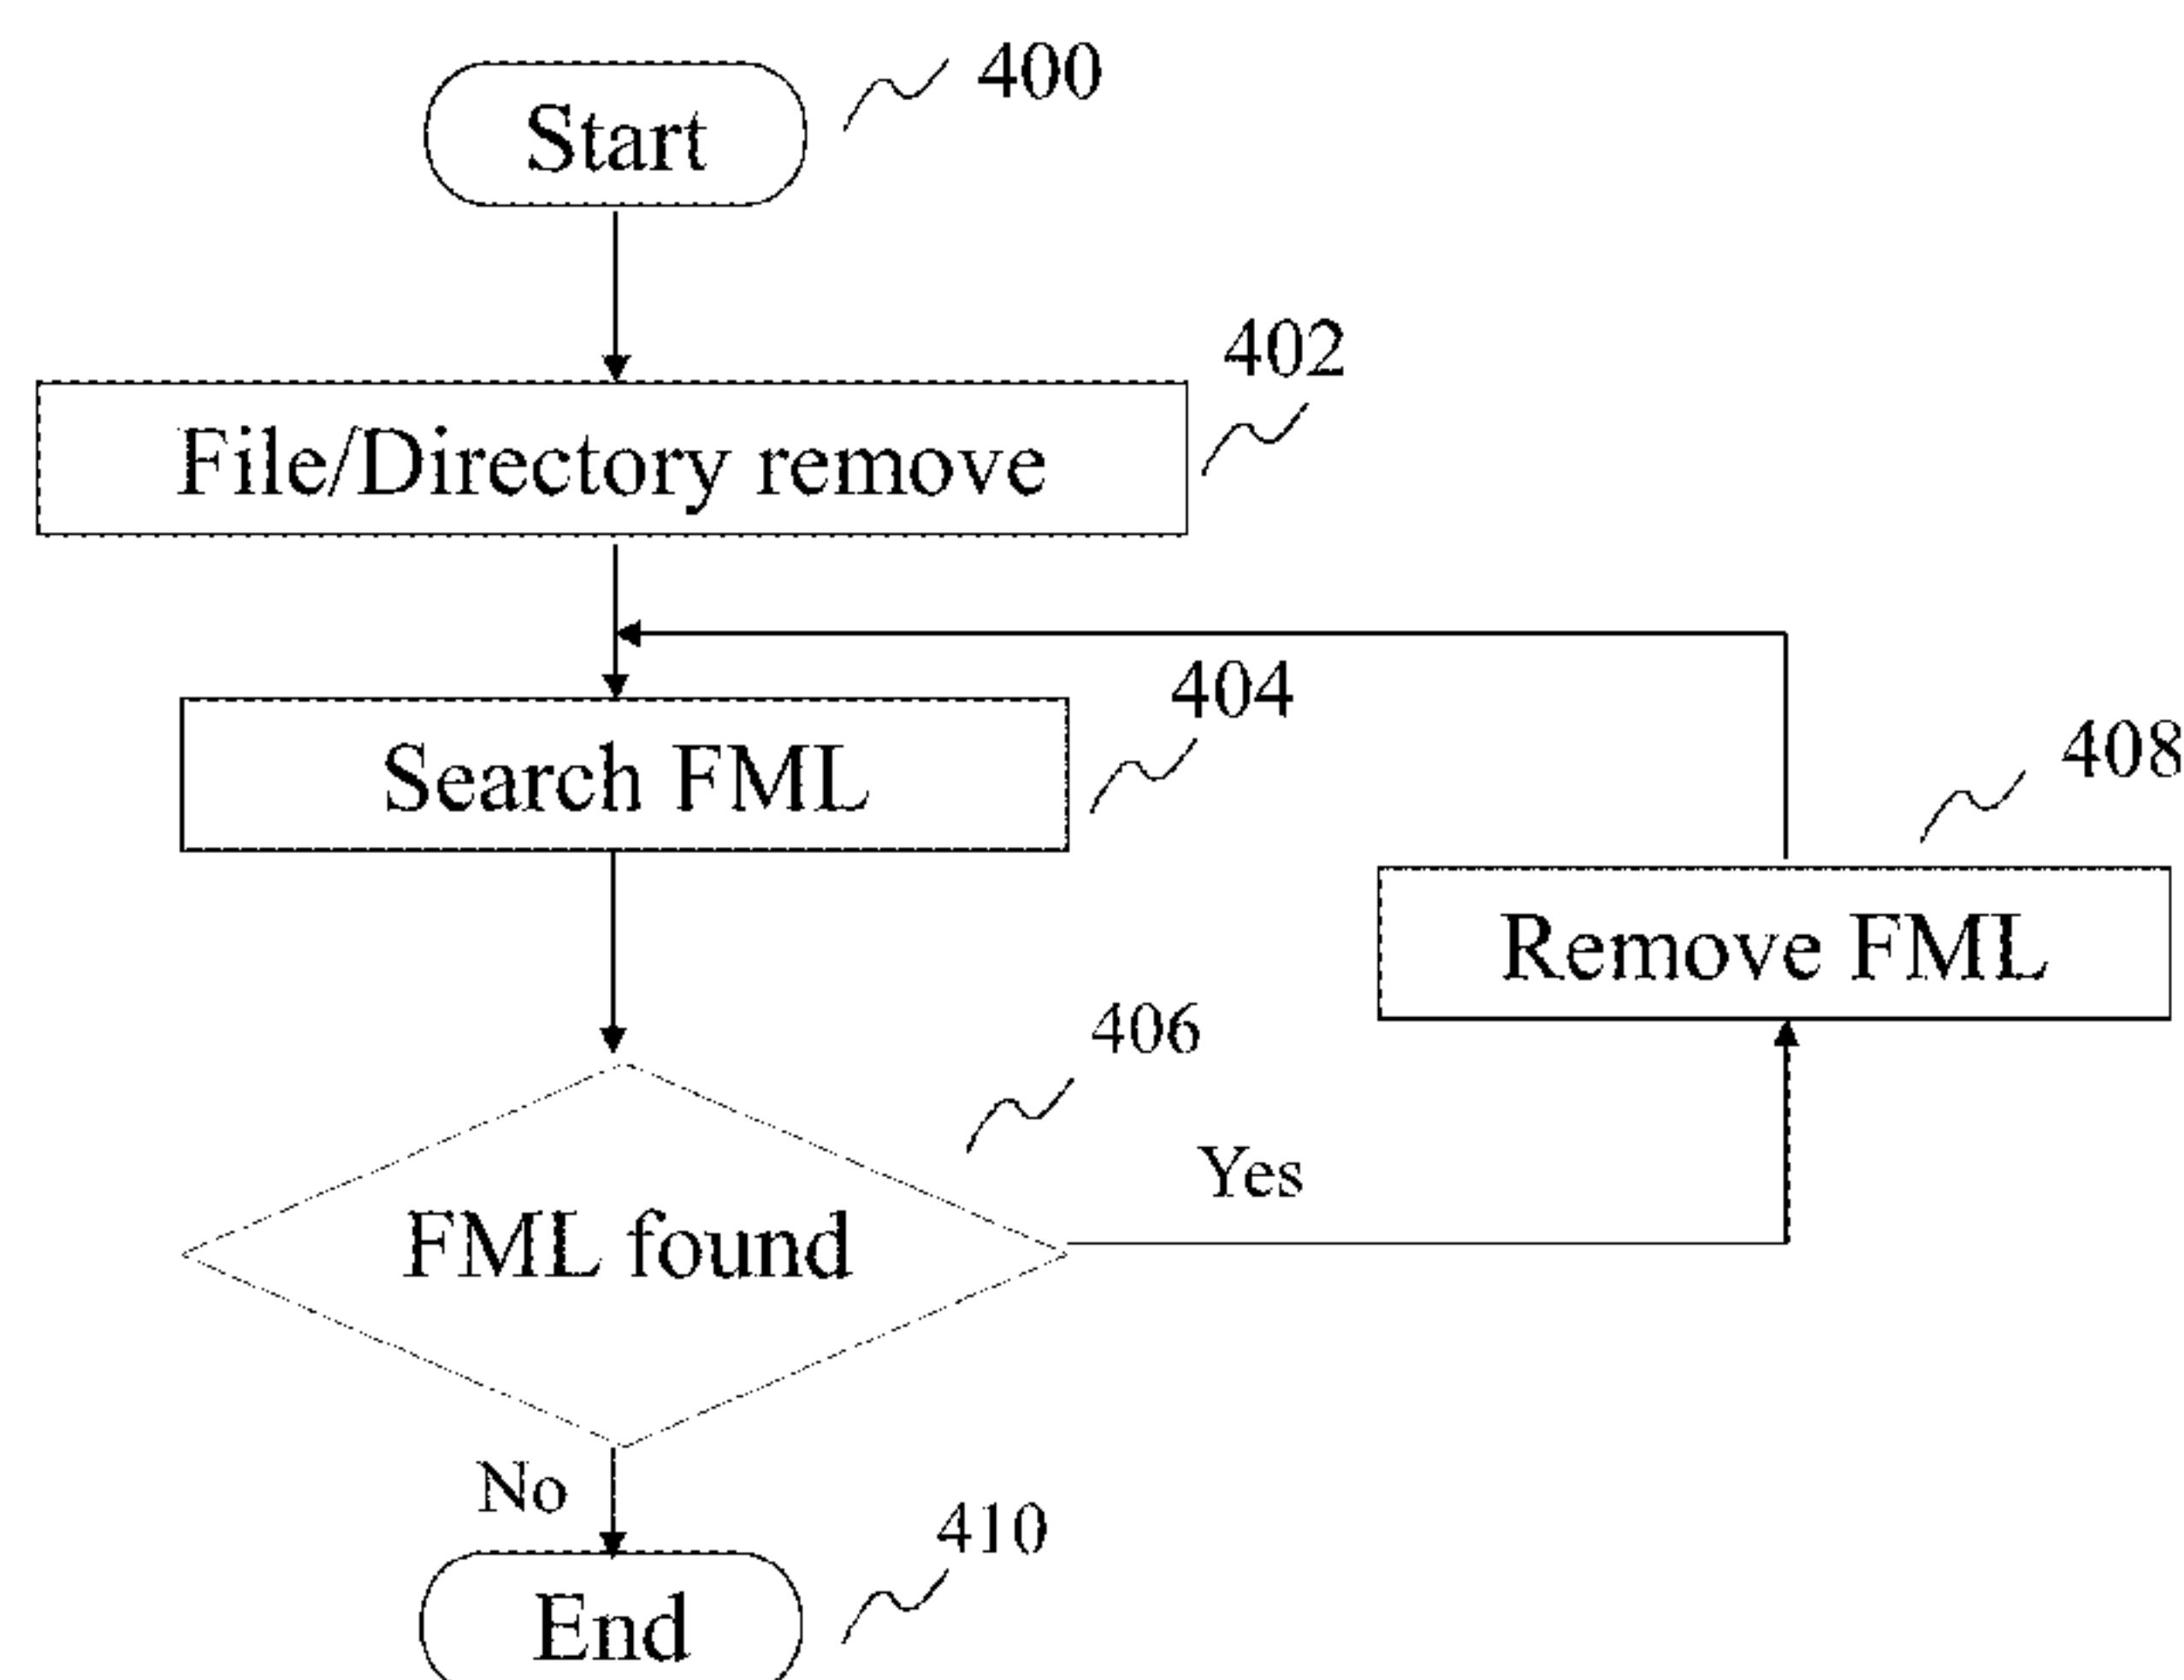 400
Start
402
File/Directory remove
404
Search FML
408
Remove FML
406
Yes
FML found
No
410
End